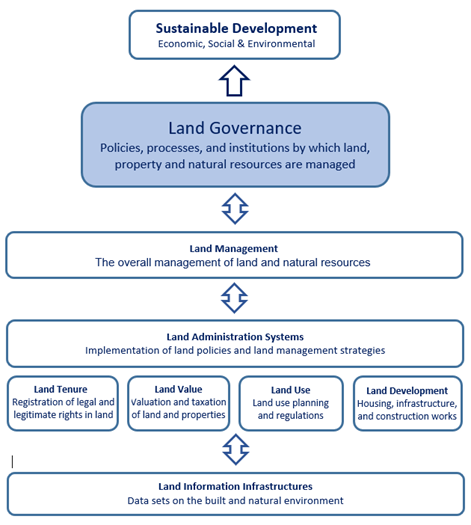 Sustainable Development
Economic, Social & Environmental
Land Governance
Policies, processes, and institutions by which land,
property and natural resources are managed
Land Management
The overall management of land and natural resources
Land Administration Systems
Implementation of land policies and land management strategies
Land Tenure
Registration of legal and
legitimate rights in land
Land Value
Valuation and taxation
of land and properties
Land Use
Land use planning
and regulations
Land Development
Housing, infrastructure,
and construction works
Land Information Infrastructures
Data sets on the built and natural environment